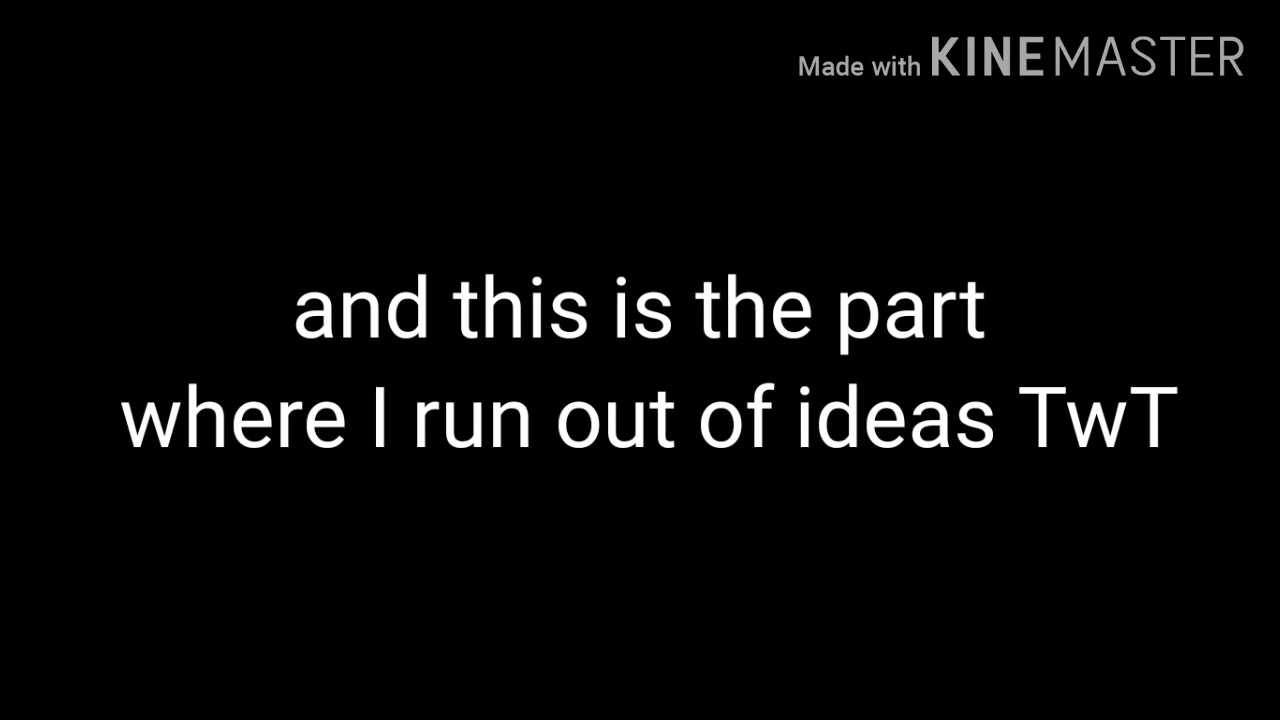 Made with KINEMASTER
and this is the part
where I run out of ideas TwT